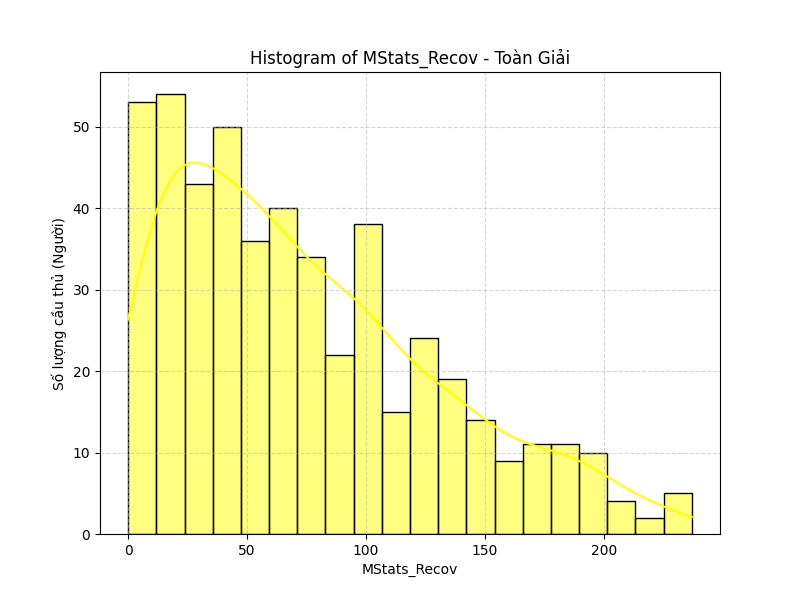 Histogram of MStats_Recov - Toàn Giải
50
40
30
20
10
0
Số lượng cầu thủ (Người)
0 50 100 150 200
MStats_Recov